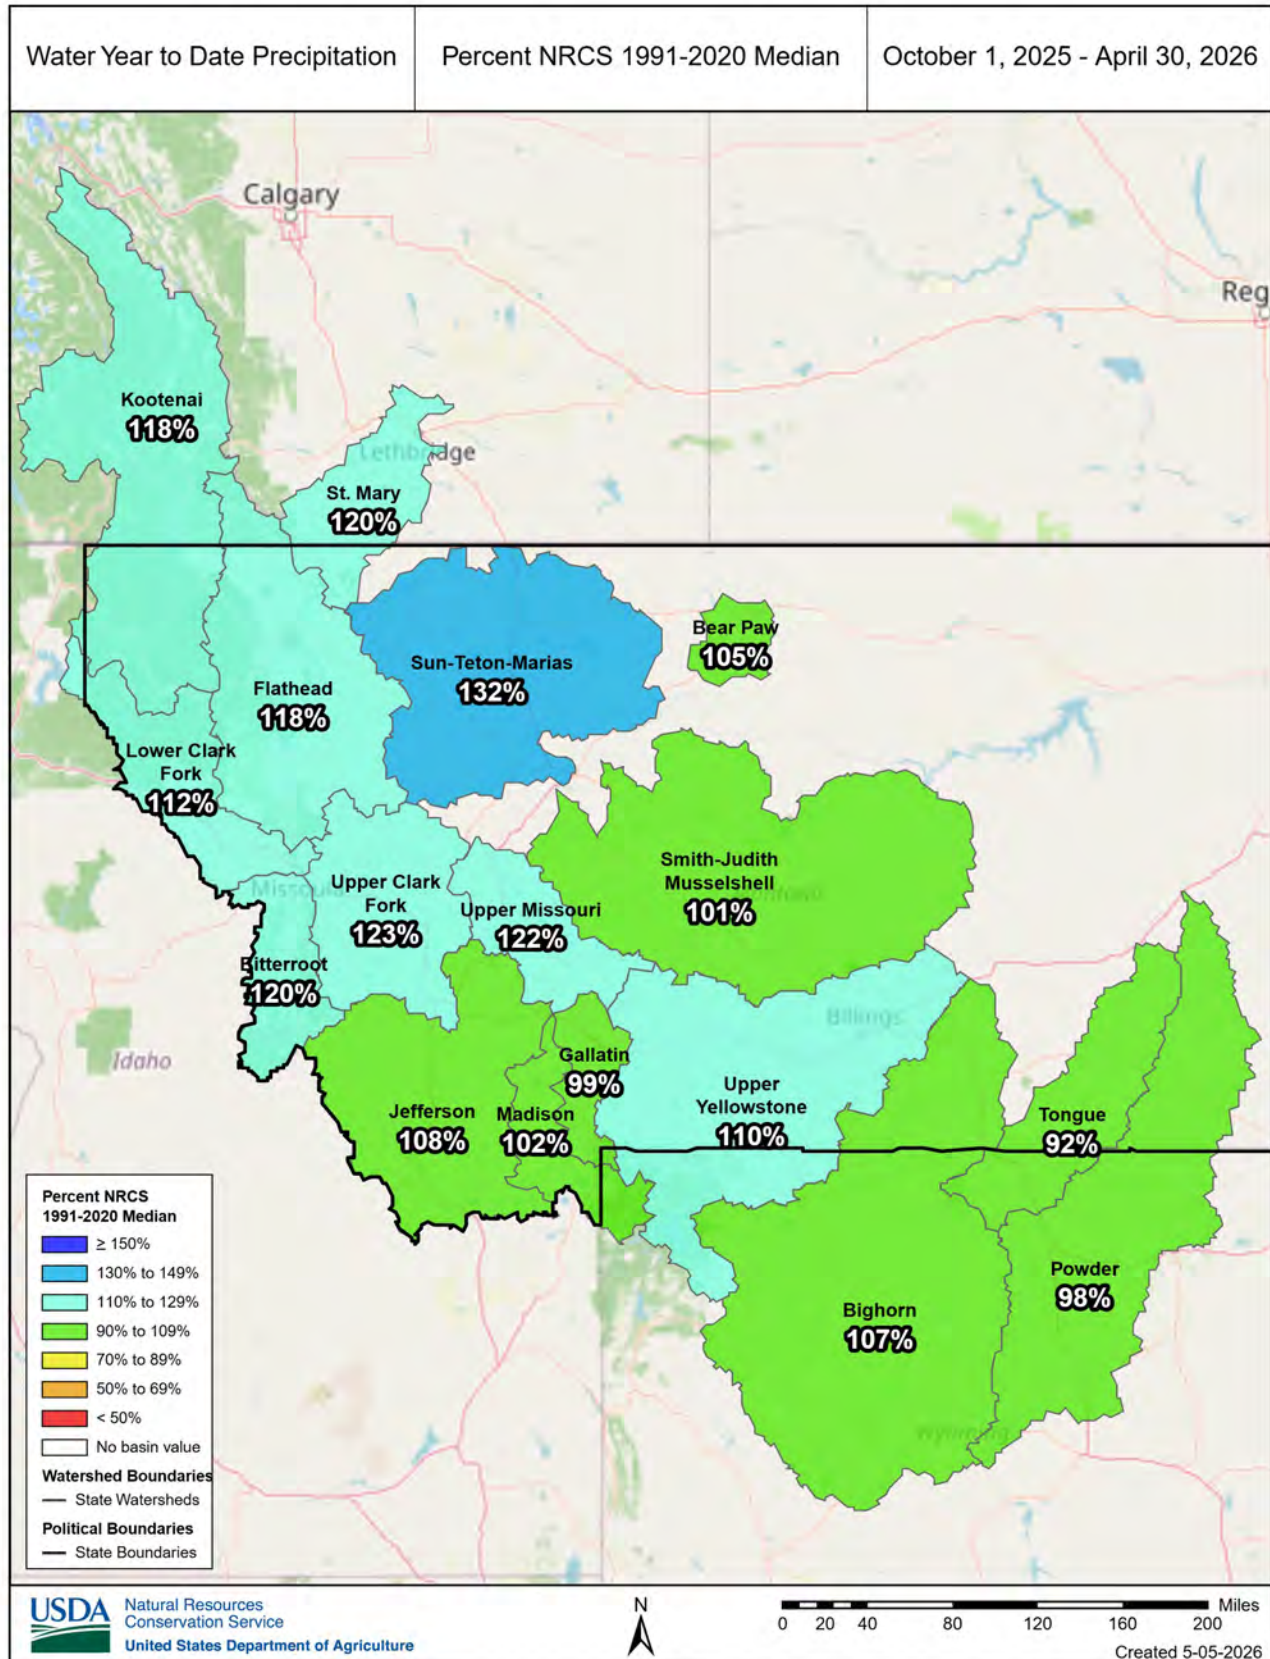 Water Year to Date Precipitation
Percent NRCS 1991-2020 Median
October 1, 2025 - April 30, 2026
Calgary
Reg
Kootenai
118%
Lethbridge
St. Mary
120%
Bear Paw
105%
Sun-Teton-Marias
132%
Flathead
118%
Lower Clark
Fork
112%
Smith-Judith
Musselshell
101%
Missoula
Upper Clark
Fork
123%
Upper Missouri
122%
Bitterroot
120%
Billings
Idaho
Gallatin
99%
Upper
Yellowstone
110%
Jefferson
108%
Madison
102%
Tongue
92%
Powder
98%
Bighorn
107%
Wyoming
Percent NRCS
1991-2020 Median
≥ 150%
130% to 149%
110% to 129%
90% to 109%
70% to 89%
50% to 69%
< 50%
No basin value
Watershed Boundaries
State Watersheds
Political Boundaries
State Boundaries
USDA
Natural Resources
Conservation Service
United States Department of Agriculture
N
Miles
0 20 40 80 120 160 200
Created 5-05-2026